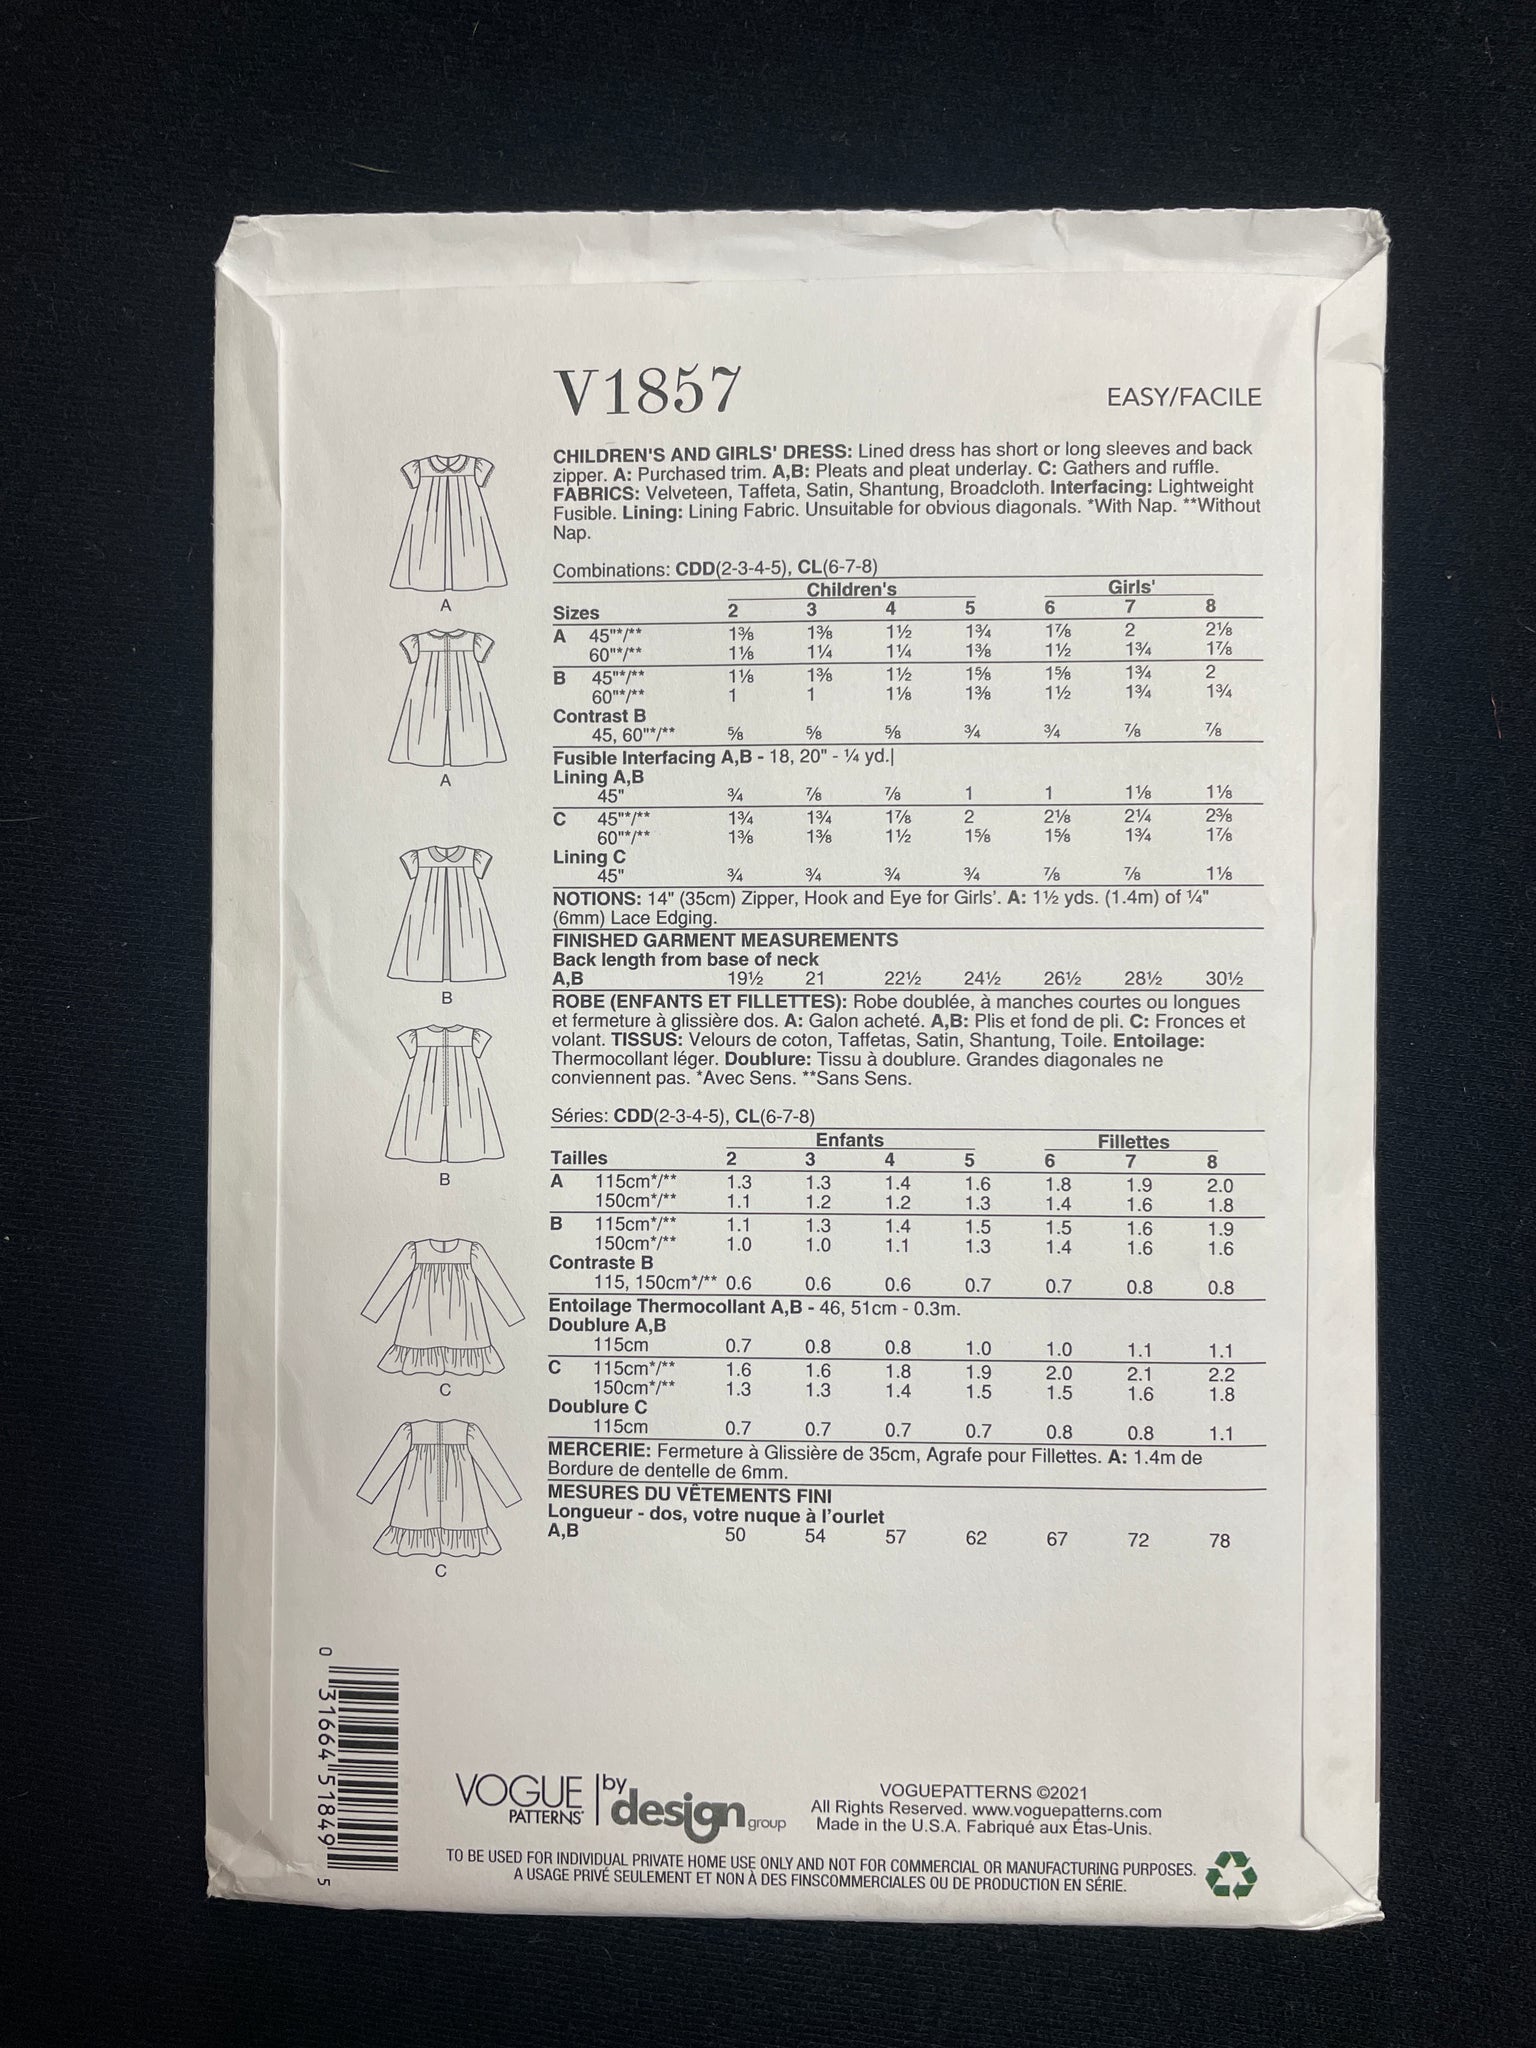 V1857
EASY/FACILE
CHILDREN'S AND GIRLS' DRESS: Lined dress has short or long sleeves and back
zipper. A: Purchased trim. A,B: Pleats and pleat underlay. C: Gathers and ruffle.
FABRICS: Velveteen, Taffeta, Satin, Shantung, Broadcloth. Interfacing: Lightweight
Fusible. Lining: Lining Fabric. Unsuitable for obvious diagonals. *With Nap. **Without
Nap.
Combinations: CDD(2-3-4-5), CL(6-7-8)
Children's Girls'
Sizes 2 3 4 5 6 7 8
A 45"*/** 1⅜ 1⅜ 1½ 1¾ 1⅞ 2 2⅛
60"*/** 1⅛ 1¼ 1¼ 1⅜ 1½ 1¾ 1⅞
B 45"*/** 1⅛ 1⅜ 1½ 1⅝ 1⅝ 1¾ 2
60"*/** 1 1 1⅛ 1⅜ 1½ 1¾ 1¾
Contrast B
45, 60"*/** ⅝ ⅝ ⅝ ¾ ¾ ⅞ ⅞
Fusible Interfacing A,B - 18, 20" - ¼ yd.|
Lining A,B
45" ¾ ⅞ ⅞ 1 1 1⅛ 1⅛
C 45"*/** 1¾ 1¾ 1⅞ 2 2⅛ 2¼ 2⅜
60"*/** 1⅜ 1⅜ 1½ 1⅝ 1⅝ 1¾ 1⅞
Lining C
45" ¾ ¾ ¾ ¾ ⅞ ⅞ 1⅛
NOTIONS: 14" (35cm) Zipper, Hook and Eye for Girls'. A: 1½ yds. (1.4m) of ¼"
(6mm) Lace Edging.
FINISHED GARMENT MEASUREMENTS
Back length from base of neck
A,B 19½ 21 22½ 24½ 26½ 28½ 30½
ROBE (ENFANTS ET FILLETTES): Robe doublée, à manches courtes ou longues
et fermeture à glissière dos. A: Galon acheté. A,B: Plis et fond de pli. C: Fronces et
volant. TISSUS: Velours de coton, Taffetas, Satin, Shantung, Toile. Entoilage:
Thermocollant léger. Doublure: Tissu à doublure. Grandes diagonales ne
conviennent pas. *Avec Sens. **Sans Sens.
Séries: CDD(2-3-4-5), CL(6-7-8)
Enfants Fillettes
Tailles 2 3 4 5 6 7 8
A 115cm*/** 1.3 1.3 1.4 1.6 1.8 1.9 2.0
150cm*/** 1.1 1.2 1.2 1.3 1.4 1.6 1.8
B 115cm*/** 1.1 1.3 1.4 1.5 1.5 1.6 1.9
150cm*/** 1.0 1.0 1.1 1.3 1.4 1.6 1.6
Contraste B
115, 150cm*/** 0.6 0.6 0.6 0.7 0.7 0.8 0.8
Entoilage Thermocollant A,B - 46, 51cm - 0.3m.
Doublure A,B
115cm 0.7 0.8 0.8 1.0 1.0 1.1 1.1
C 115cm*/** 1.6 1.6 1.8 1.9 2.0 2.1 2.2
150cm*/** 1.3 1.3 1.4 1.5 1.5 1.6 1.8
Doublure C
115cm 0.7 0.7 0.7 0.7 0.8 0.8 1.1
MERCERIE: Fermeture à Glissière de 35cm, Agrafe pour Fillettes. A: 1.4m de
Bordure de dentelle de 6mm.
MESURES DU VÊTEMENTS FINI
Longueur - dos, votre nuque à l'ourlet
A,B 50 54 57 62 67 72 78
A
A
B
B
C
C
0 31664 51849 5
VOGUE PATTERNS | by design group
VOGUEPATTERNS ©2021
All Rights Reserved. www.voguepatterns.com
Made in the U.S.A. Fabriqué aux Étas-Unis.
TO BE USED FOR INDIVIDUAL PRIVATE HOME USE ONLY AND NOT FOR COMMERCIAL OR MANUFACTURING PURPOSES.
A USAGE PRIVÉ SEULEMENT ET NON À DES FINSCOMMERCIALES OU DE PRODUCTION EN SÉRIE.